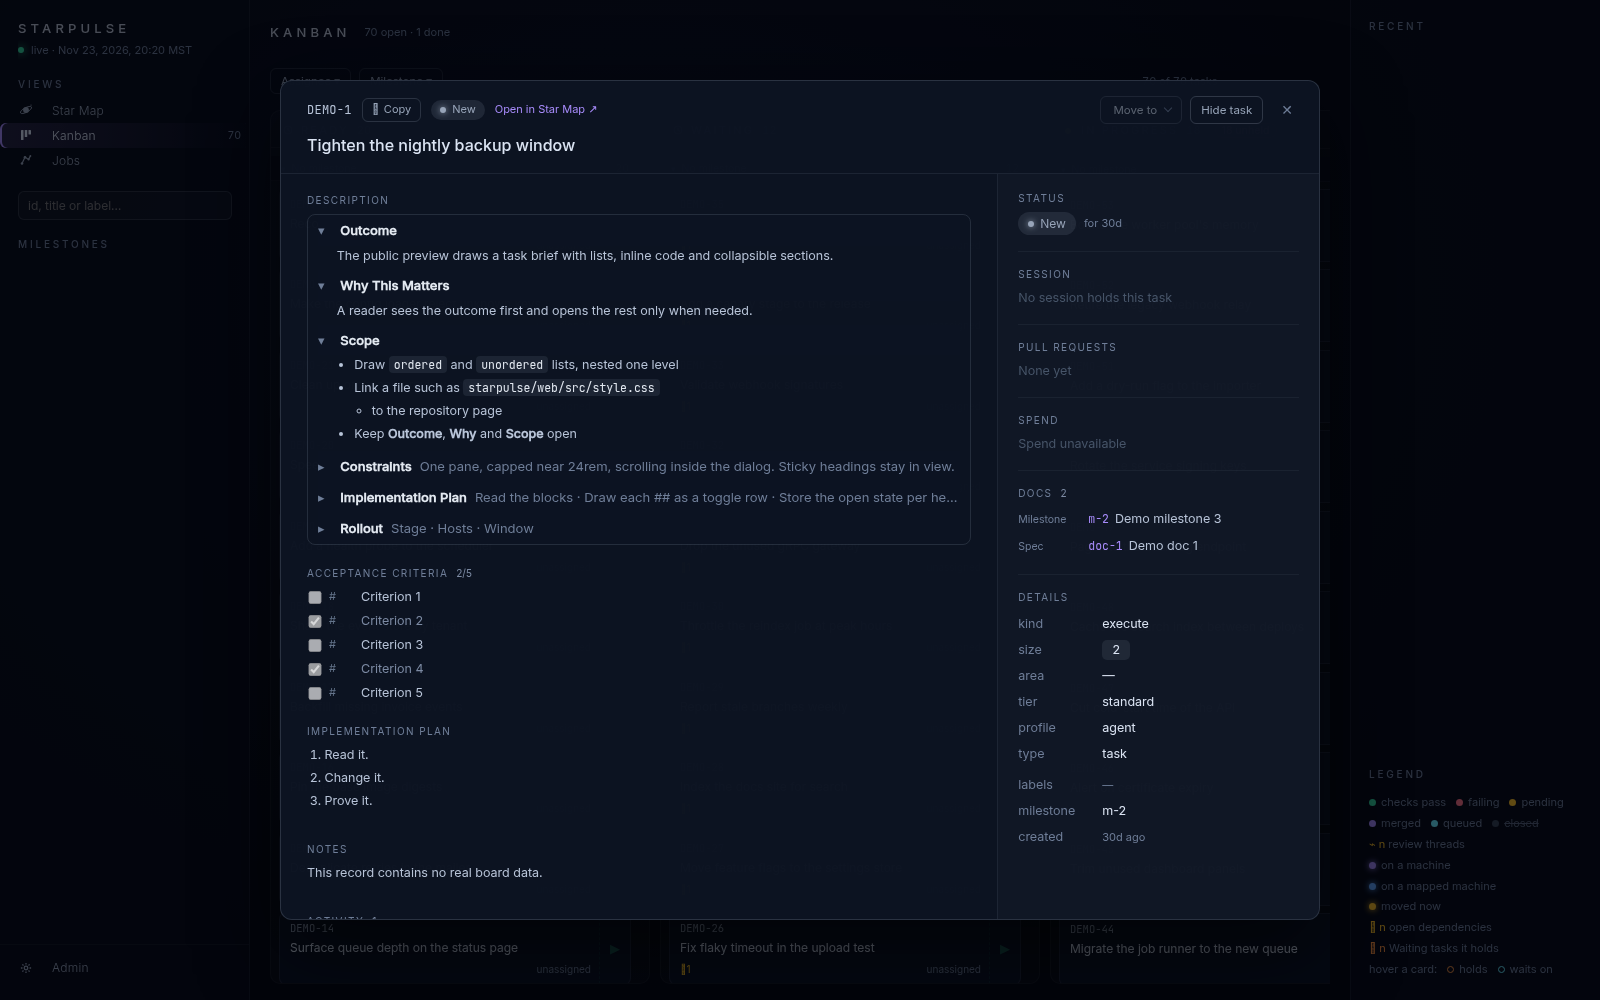 STARPULSE
live · Nov 23, 2026, 20:20 MST
VIEWS
Star Map
Kanban 70
Jobs
id, title or label...
MILESTONES
Admin
KANBAN 70 open · 1 done
DEMO-1 Copy New Open in Star Map ↗ Move to Hide task ✕
Tighten the nightly backup window
DESCRIPTION
▾ Outcome
The public preview draws a task brief with lists, inline code and collapsible sections.
▾ Why This Matters
A reader sees the outcome first and opens the rest only when needed.
▾ Scope
• Draw ordered and unordered lists, nested one level
• Link a file such as starpulse/web/src/style.css
◦ to the repository page
• Keep Outcome, Why and Scope open
▸ Constraints One pane, capped near 24rem, scrolling inside the dialog. Sticky headings stay in view.
▸ Implementation Plan Read the blocks · Draw each ## as a toggle row · Store the open state per he...
▸ Rollout Stage · Hosts · Window
ACCEPTANCE CRITERIA 2/5
# Criterion 1
# Criterion 2
# Criterion 3
# Criterion 4
# Criterion 5
IMPLEMENTATION PLAN
1. Read it.
2. Change it.
3. Prove it.
NOTES
This record contains no real board data.
STATUS
New for 30d
SESSION
No session holds this task
PULL REQUESTS
None yet
SPEND
Spend unavailable
DOCS 2
Milestone m-2 Demo milestone 3
Spec doc-1 Demo doc 1
DETAILS
kind execute
size 2
area —
tier standard
profile agent
type task
labels —
milestone m-2
created 30d ago
DEMO-14
Surface queue depth on the status page
unassigned
DEMO-26
Fix flaky timeout in the upload test
1 unassigned
DEMO-44
Migrate the job runner to the new queue
RECENT
LEGEND
checks pass failing pending
merged queued closed
n review threads
on a machine
on a mapped machine
moved now
n open dependencies
n Waiting tasks it holds
hover a card: holds waits on